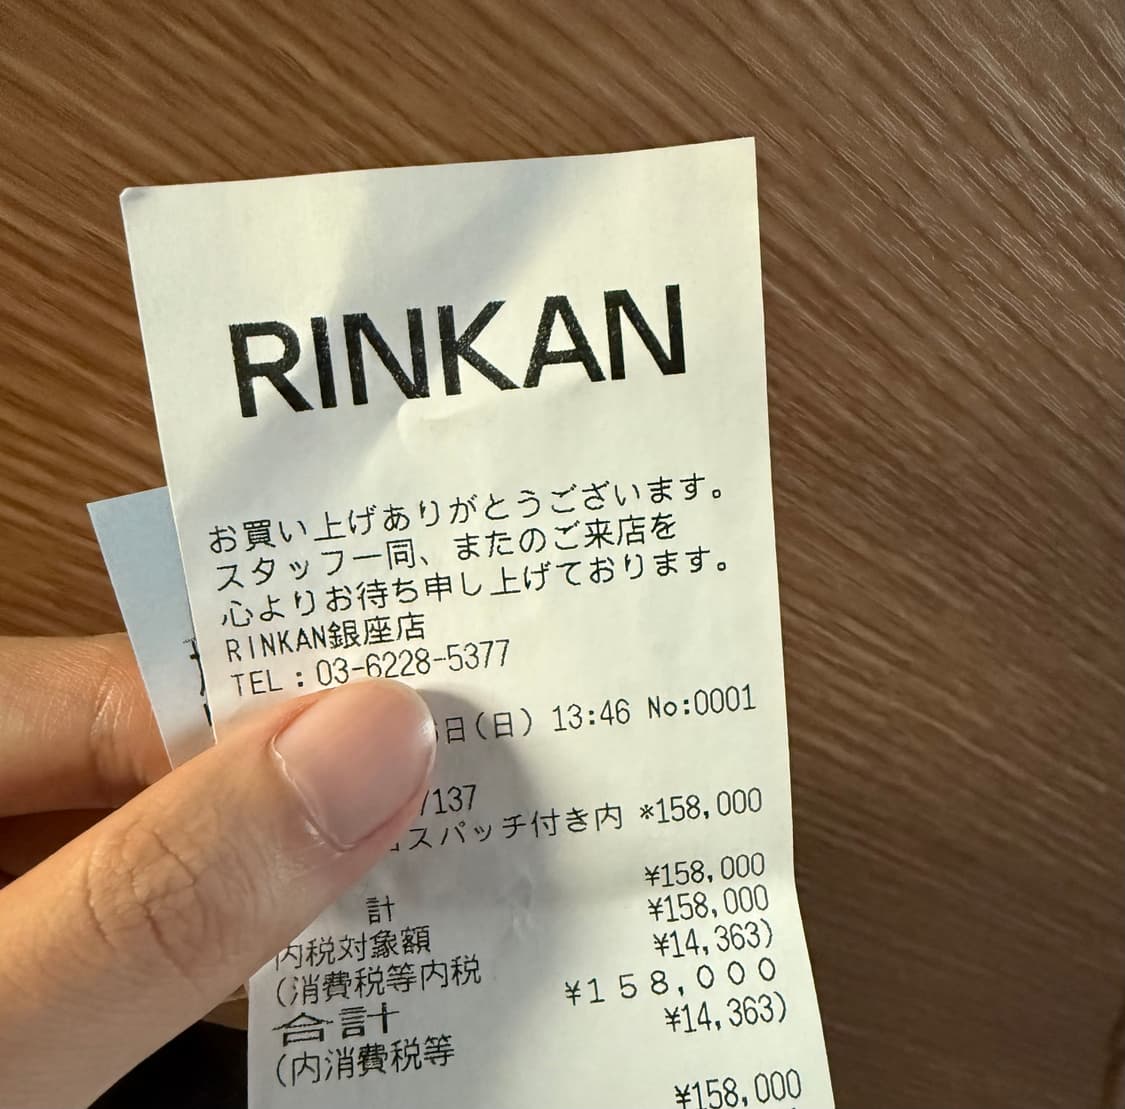 RINKAN
お買い上げありがとうございます。
スタッフ一同、またのご来店を
心よりお待ち申し上げております。
RINKAN銀座店
TEL:03-6228-5377
日(日) 13:46 No:0001
7137
スパッチ付き内 *158,000
¥158,000
計 ¥158,000
内税対象額 ¥14,363)
(消費税等内税 ¥158,000
合計 ¥14,363)
(内消費税等
¥158,000